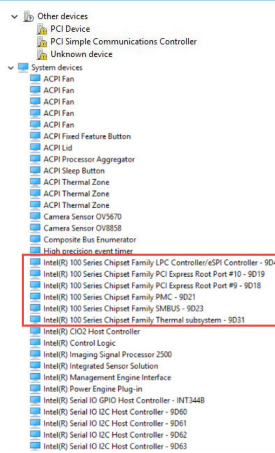 Other devices
PCI Device
PCI Simple Communications Controller
Unknown device
System devices
ACPI Fan
ACPI Fan
ACPI Fan
ACPI Fan
ACPI Fan
ACPI Fixed Feature Button
ACPI Lid
ACPI Processor Aggregator
ACPI Sleep Button
ACPI Thermal Zone
ACPI Thermal Zone
ACPI Thermal Zone
Camera Sensor OV5670
Camera Sensor OV8858
Composite Bus Enumerator
High precision event timer
Intel(R) 100 Series Chipset Family LPC Controller/eSPI Controller - 9D4
Intel(R) 100 Series Chipset Family PCI Express Root Port #10 - 9D19
Intel(R) 100 Series Chipset Family PCI Express Root Port #9 - 9D18
Intel(R) 100 Series Chipset Family PMC - 9D21
Intel(R) 100 Series Chipset Family SMBUS - 9D23
Intel(R) 100 Series Chipset Family Thermal subsystem - 9D31
Intel(R) CIO2 Host Controller
Intel(R) Control Logic
Intel(R) Imaging Signal Processor 2500
Intel(R) Integrated Sensor Solution
Intel(R) Management Engine Interface
Intel(R) Power Engine Plug-in
Intel(R) Serial IO GPIO Host Controller - INT344B
Intel(R) Serial IO I2C Host Controller - 9D60
Intel(R) Serial IO I2C Host Controller - 9D61
Intel(R) Serial IO I2C Host Controller - 9D62
Intel(R) Serial IO I2C Host Controller - 9D63